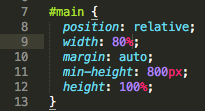 7 #main {
8 position: relative;
9 width: 80%;
10 margin: auto;
11 min-height: 800px;
12 height: 100%;
13 }